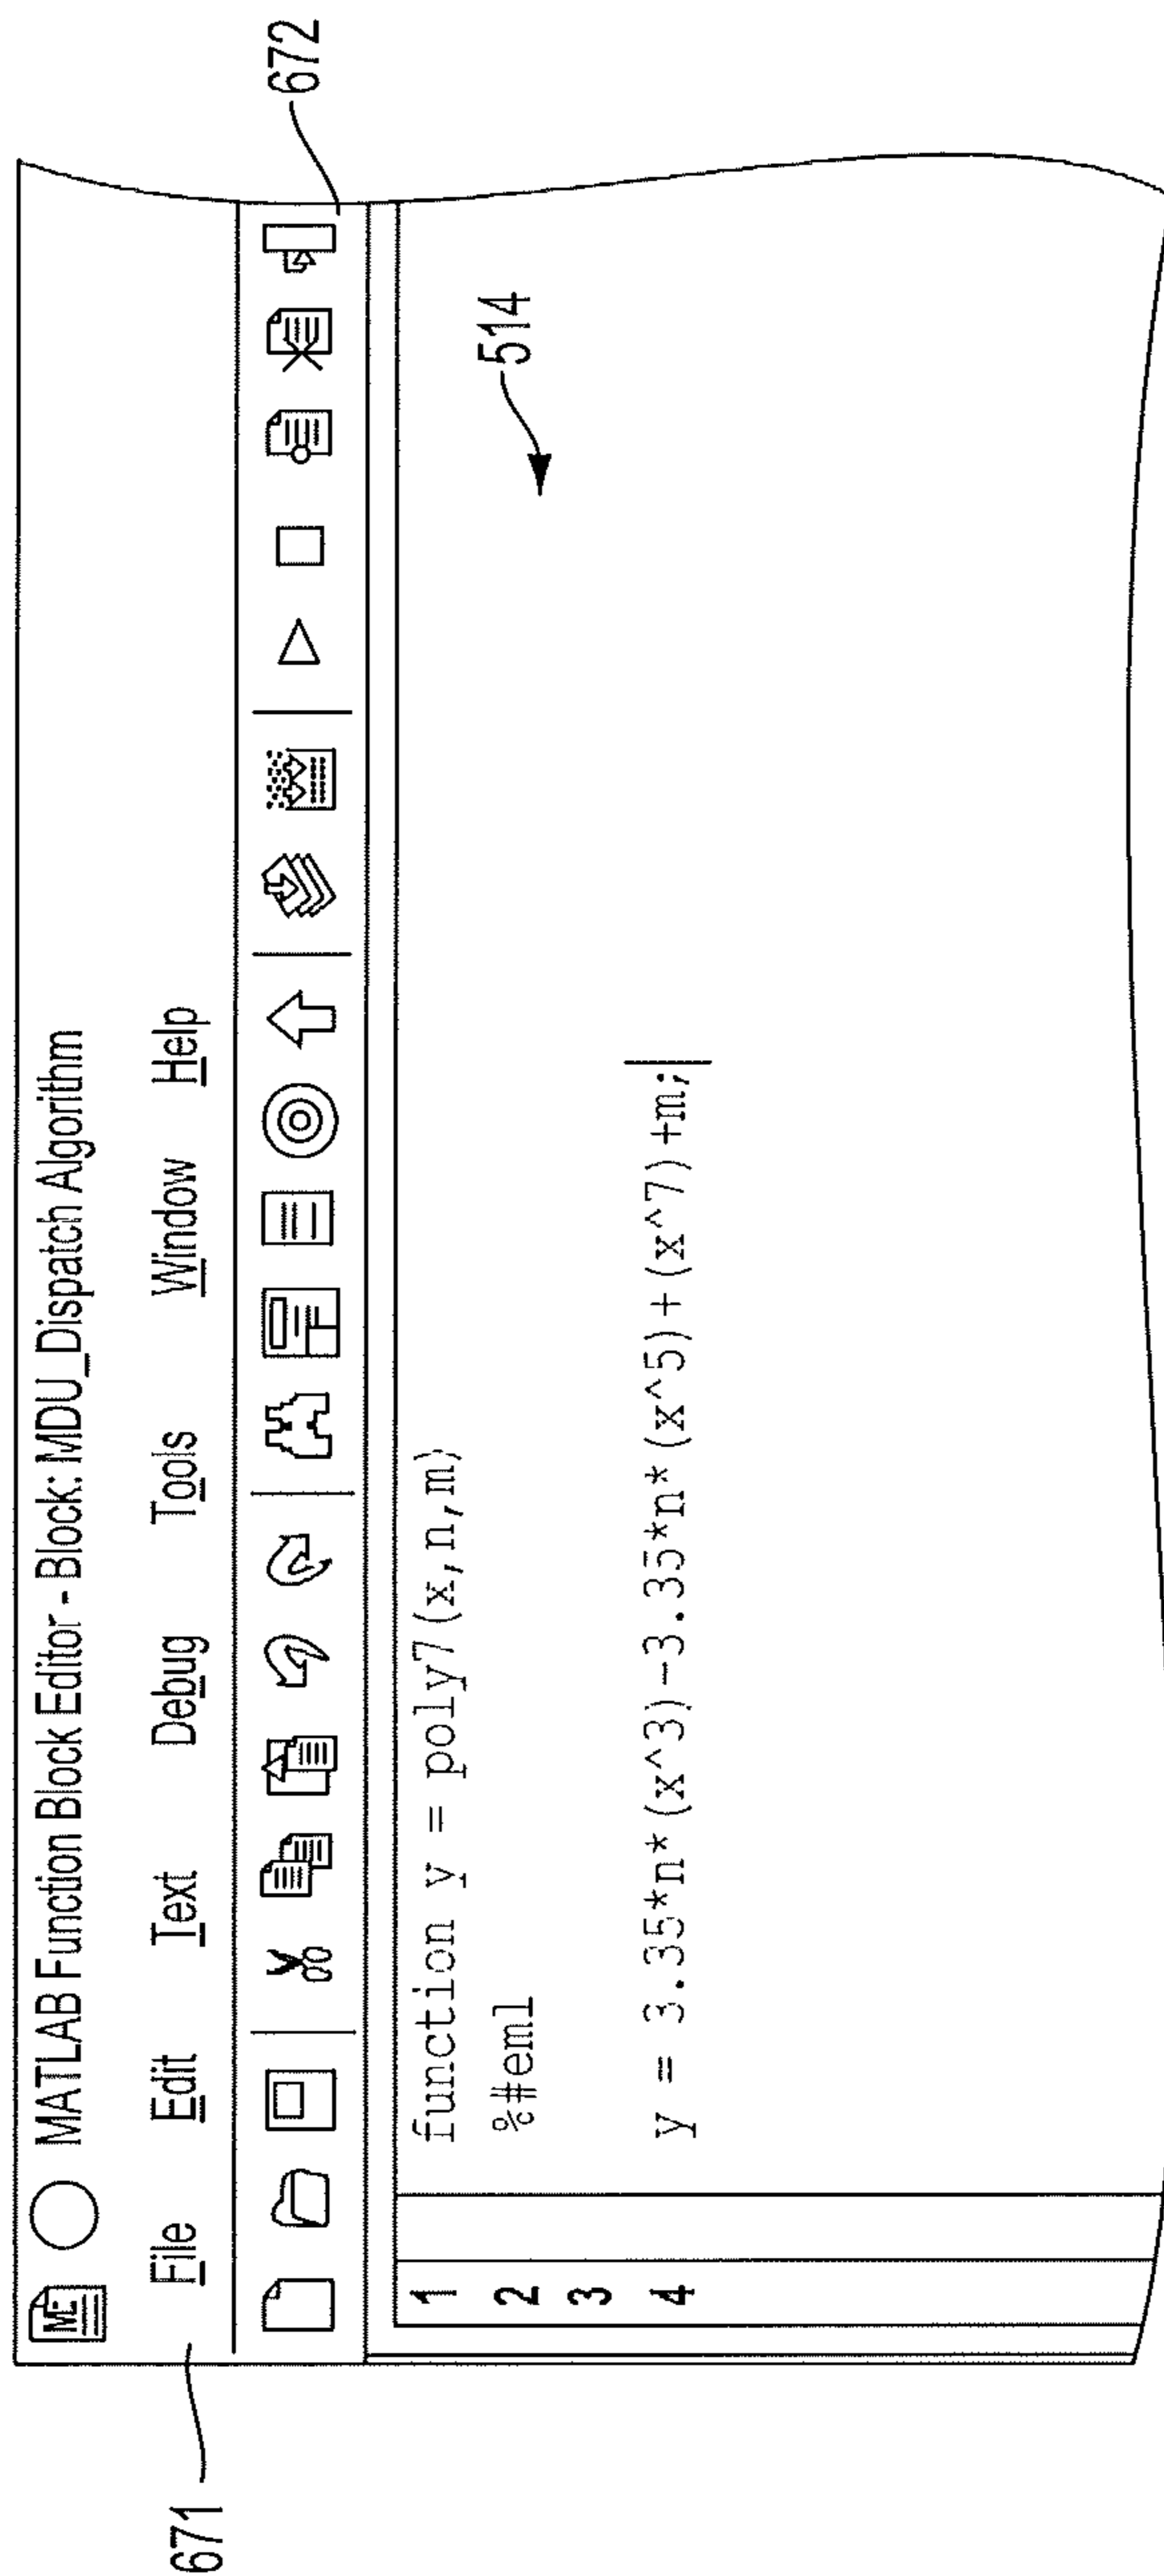 MATLAB Function Block Editor - Block: MDU_Dispatch Algorithm
671
File Edit Text Debug Tools Window Help
672
1 function y = poly7(x,n,m)
2 %#eml
3
4 y = 3.35*n*(x^3)-3.35*n*(x^5)+(x^7)+m;
514